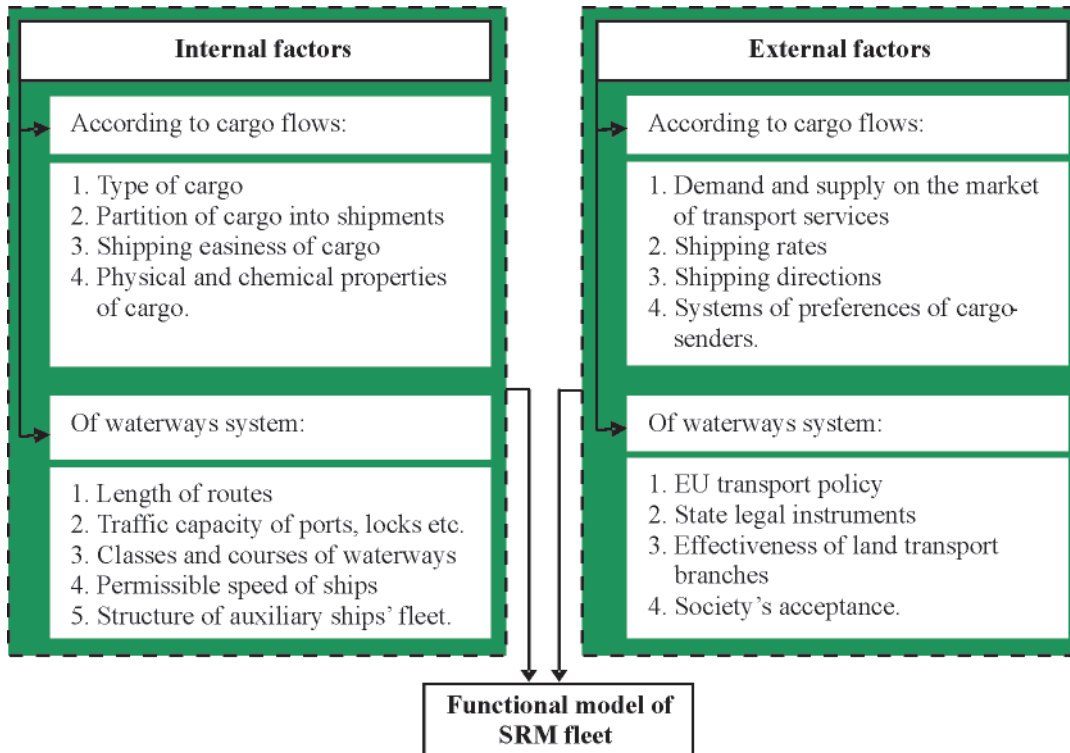 Internal factors
According to cargo flows:
1. Type of cargo
2. Partition of cargo into shipments
3. Shipping easiness of cargo
4. Physical and chemical properties
of cargo.
Of waterways system:
1. Length of routes
2. Traffic capacity of ports, locks etc.
3. Classes and courses of waterways
4. Permissible speed of ships
5. Structure of auxiliary ships’ fleet.
External factors
According to cargo flows:
1. Demand and supply on the market
of transport services
2. Shipping rates
3. Shipping directions
4. Systems of preferences of cargo-
senders.
Of waterways system:
1. EU transport policy
2. State legal instruments
3. Effectiveness of land transport
branches
4. Society’s acceptance.
Functional model of
SRM fleet